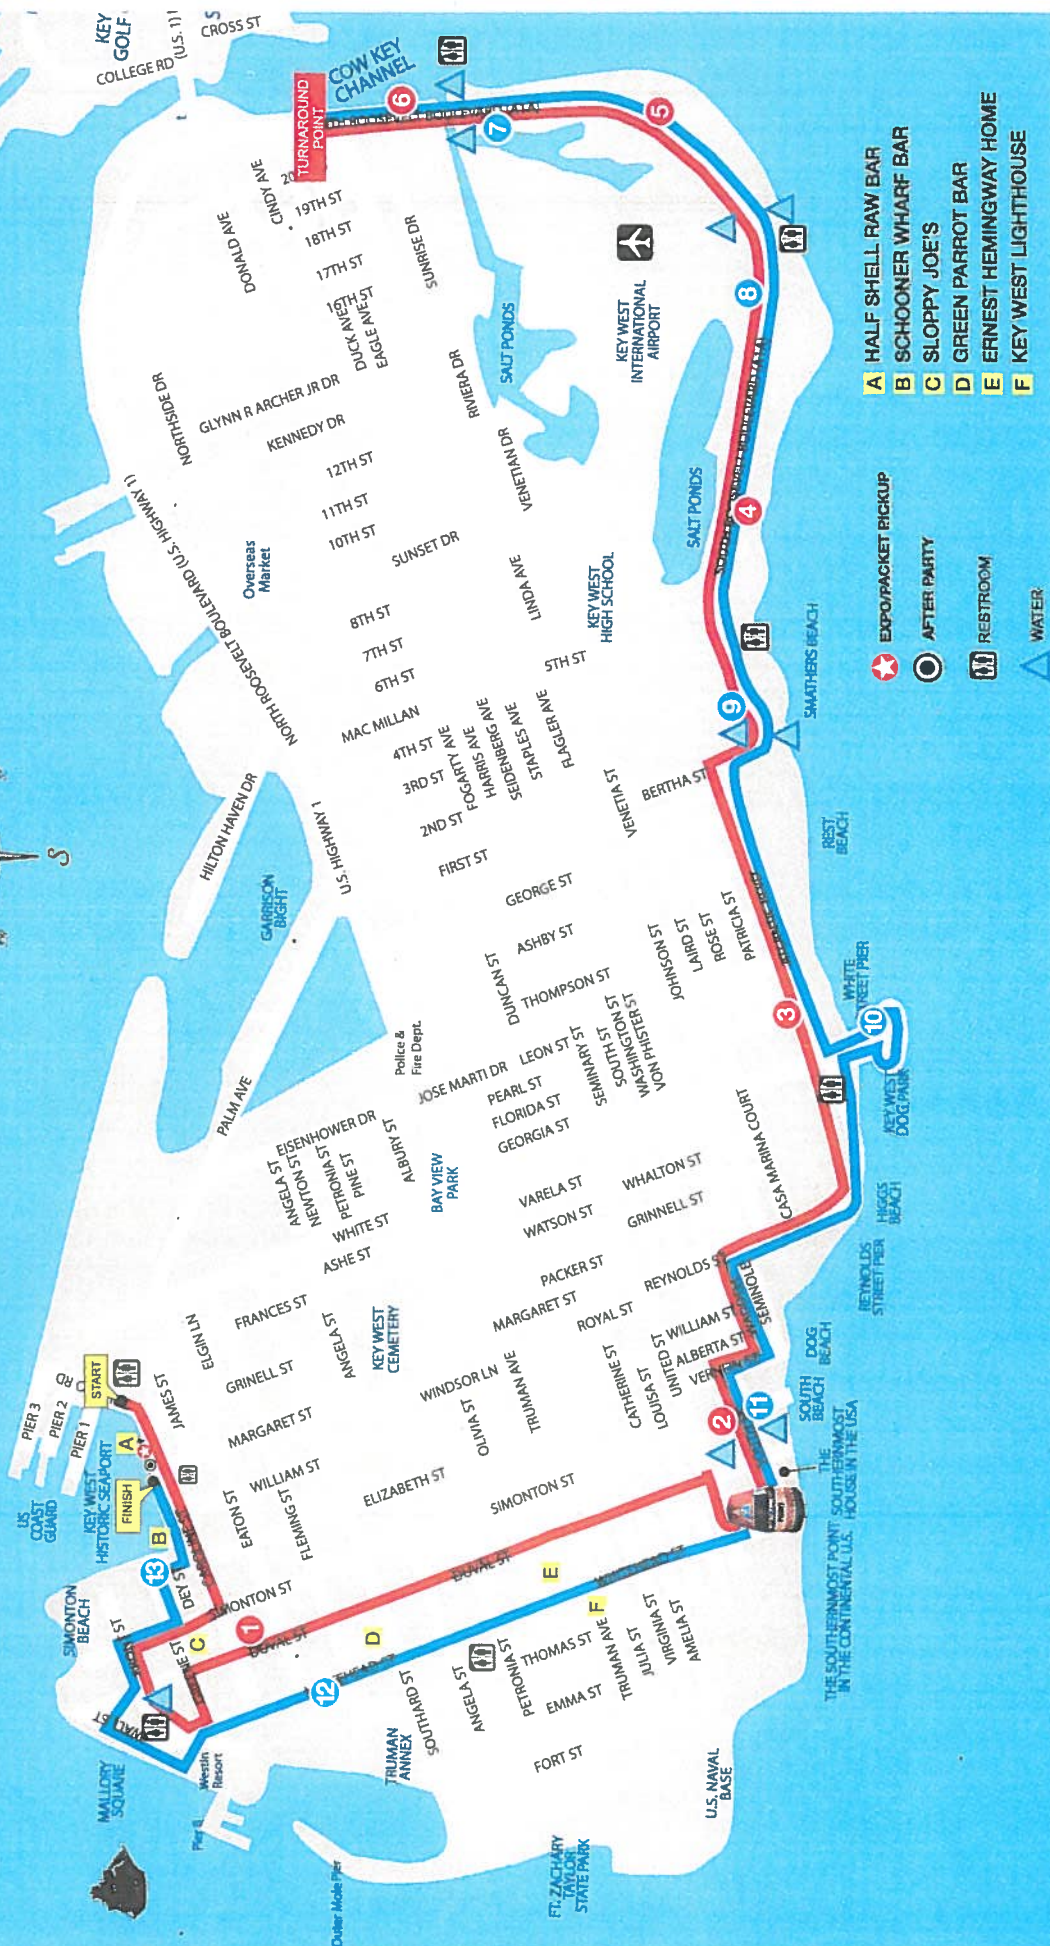 KEY
GOLF
CROSS ST
COLLEGE RD
(U.S. 1)
COW KEY
CHANNEL
TURNAROUND
POINT
6
7
5
8
4
9
3
10
2
11
1
12
13
CINDY AVE
DONALD AVE
19TH ST
18TH ST
17TH ST
16TH ST
DUCK AVE
EAGLE AVE
SUNRISE DR
NORTHSIDE DR
GLYNN R ARCHER JR DR
KENNEDY DR
RIVIERA DR
SALT PONDS
KEY WEST
INTERNATIONAL
AIRPORT
VENETIAN DR
12TH ST
11TH ST
10TH ST
SUNSET DR
NORTH ROOSEVELT BOULEVARD (U.S. HIGHWAY 1)
Overseas
Market
SALT PONDS
LINDA AVE
KEY WEST
HIGH SCHOOL
8TH ST
7TH ST
6TH ST
5TH ST
MAC MILLAN
4TH ST
3RD ST
2ND ST
FOGARTY AVE
HARRIS AVE
SEIDENBERG AVE
STAPLES AVE
FLAGLER AVE
FIRST ST
VENETIA ST
BERTHA ST
SMATHERS BEACH
REST
BEACH
HILTON HAVEN DR
U.S. HIGHWAY 1
GARRISON
BIGHT
S
GEORGE ST
ASHBY ST
DUNCAN ST
THOMPSON ST
JOHNSON ST
LAIRD ST
ROSE ST
PATRICIA ST
WHITE
STREET PIER
KEY WEST
DOG PARK
Police &
Fire Dept.
PALM AVE
JOSE MARTI DR
LEON ST
PEARL ST
FLORIDA ST
GEORGIA ST
SEMINARY ST
SOUTH ST
WASHINGTON ST
VON PHISTER ST
EISENHOWER DR
ANGELA ST
NEWTON ST
PETRONIA ST
PINE ST
ALBURY ST
BAY VIEW
PARK
WHITE ST
ASHE ST
VARELA ST
WATSON ST
WHALTON ST
GRINNELL ST
CASA MARINA COURT
HIGGS
BEACH
REYNOLDS
STREET PIER
PACKER ST
MARGARET ST
REYNOLDS ST
ROYAL ST
SEMINOLE
WILLIAM ST
UNITED ST
ALBERTA ST
VERNON ST
LOUISA ST
CATHERINE ST
DOG
BEACH
SOUTH
BEACH
FRANCES ST
ELGIN LN
ANGELA ST
KEY WEST
CEMETERY
GRINELL ST
WINDSOR LN
TRUMAN AVE
OLIVIA ST
JAMES ST
MARGARET ST
WILLIAM ST
EATON ST
FLEMING ST
ELIZABETH ST
SIMONTON ST
THE
SOUTHERNMOST
HOUSE IN THE USA
THE SOUTHERNMOST POINT
IN THE CONTINENTAL U.S.
PIER 3
PIER 2
PIER 1
RD
START
US
COAST
GUARD
KEY WEST
HISTORIC SEAPORT
FINISH
A
B
C
D
E
F
DEY ST
SIMONTON ST
DUVAL ST
DUVAL ST
SIMONTON
BEACH
MALLORY
SQUARE
Westin
Resort
TRUMAN
ANNEX
SOUTHARD ST
ANGELA ST
PETRONIA ST
THOMAS ST
EMMA ST
TRUMAN AVE
JULIA ST
VIRGINIA ST
AMELIA ST
FORT ST
U.S. NAVAL
BASE
FT. ZACHARY
TAYLOR
STATE PARK
Outer Mole Pier
A HALF SHELL RAW BAR
B SCHOONER WHARF BAR
C SLOPPY JOE'S
D GREEN PARROT BAR
E ERNEST HEMINGWAY HOME
F KEY WEST LIGHTHOUSE
EXPO/PACKET PICKUP
AFTER PARTY
RESTROOM
WATER